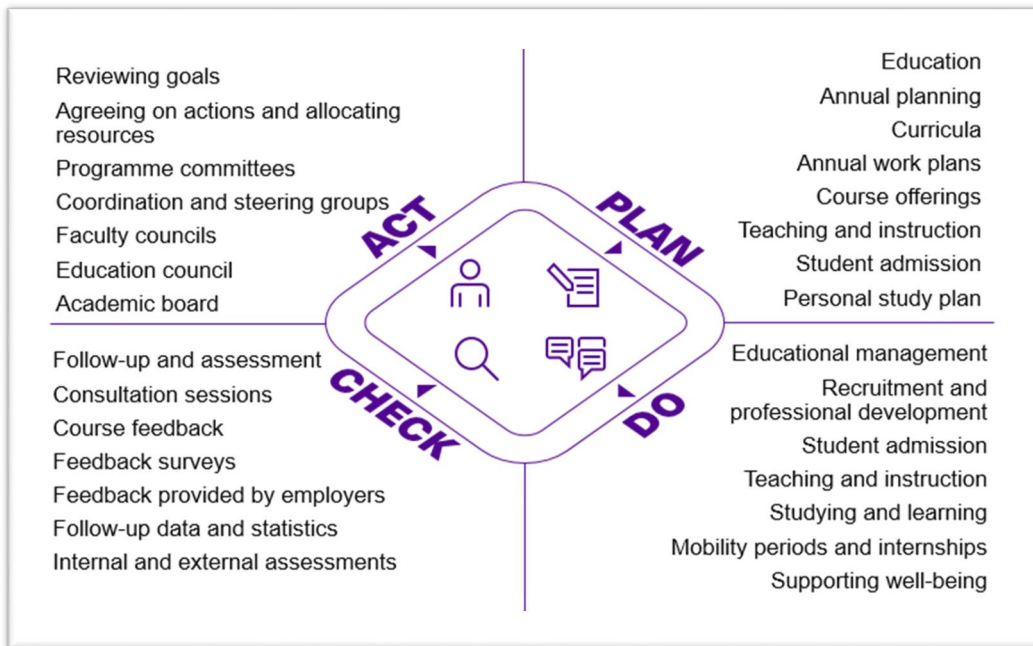 Reviewing goals
Agreeing on actions and allocating
resources
Programme committees
Coordination and steering groups
Faculty councils
Education council
Academic board
ACT
PLAN
Education
Annual planning
Curricula
Annual work plans
Course offerings
Teaching and instruction
Student admission
Personal study plan
Follow-up and assessment
Consultation sessions
Course feedback
Feedback surveys
Feedback provided by employers
Follow-up data and statistics
Internal and external assessments
CHECK
DO
Educational management
Recruitment and
professional development
Student admission
Teaching and instruction
Studying and learning
Mobility periods and internships
Supporting well-being